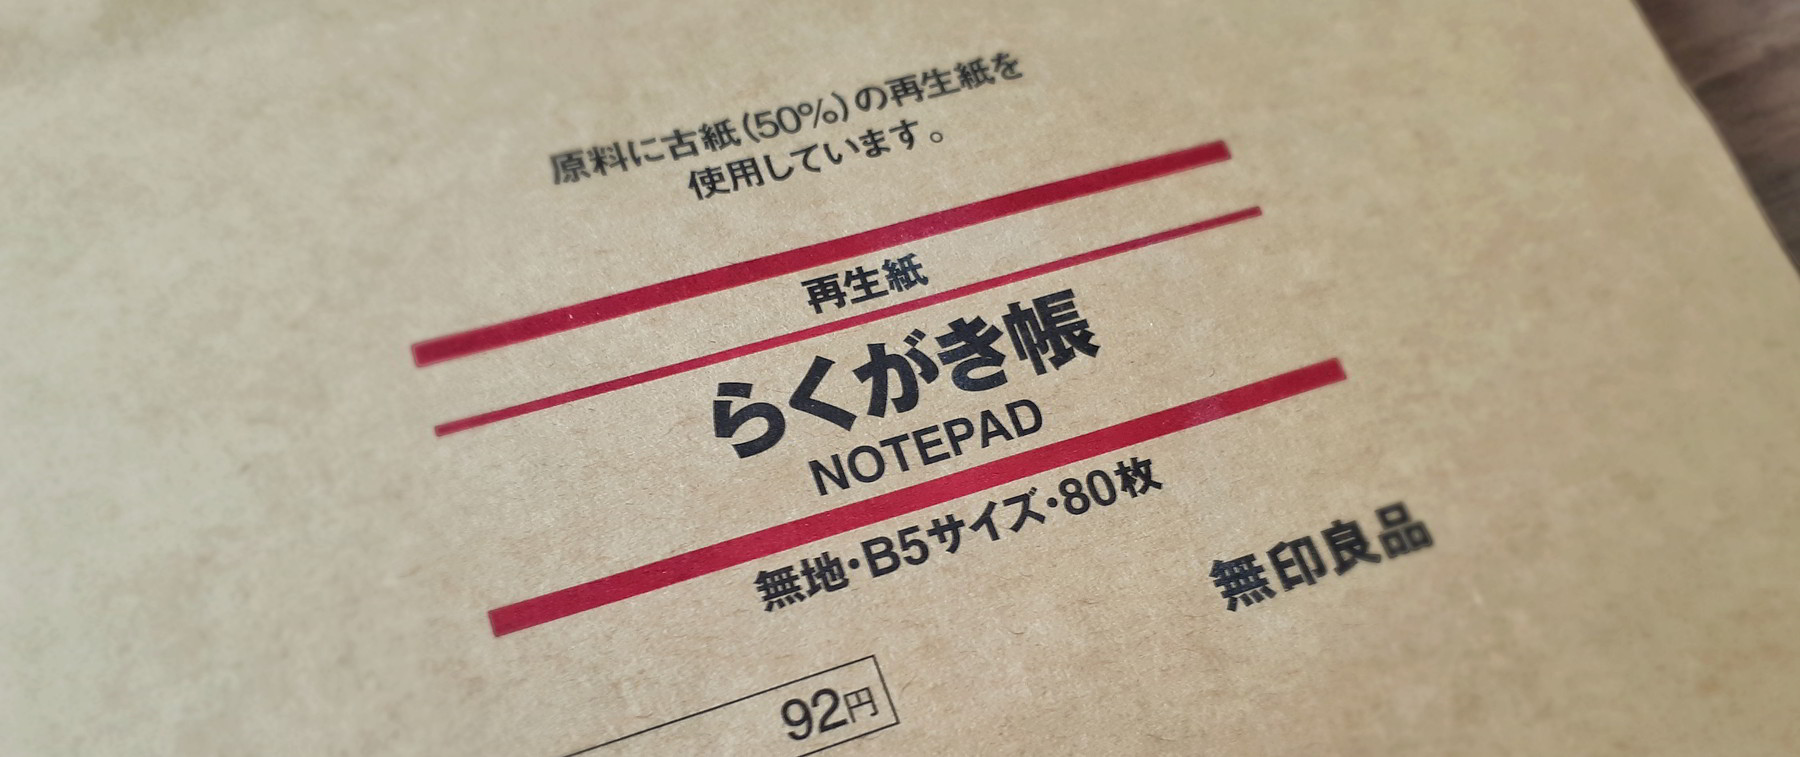 原料に古紙(50%)の再生紙を
使用しています。
再生紙
らくがき帳
NOTEPAD
無地・B5サイズ・80枚
無印良品
92円